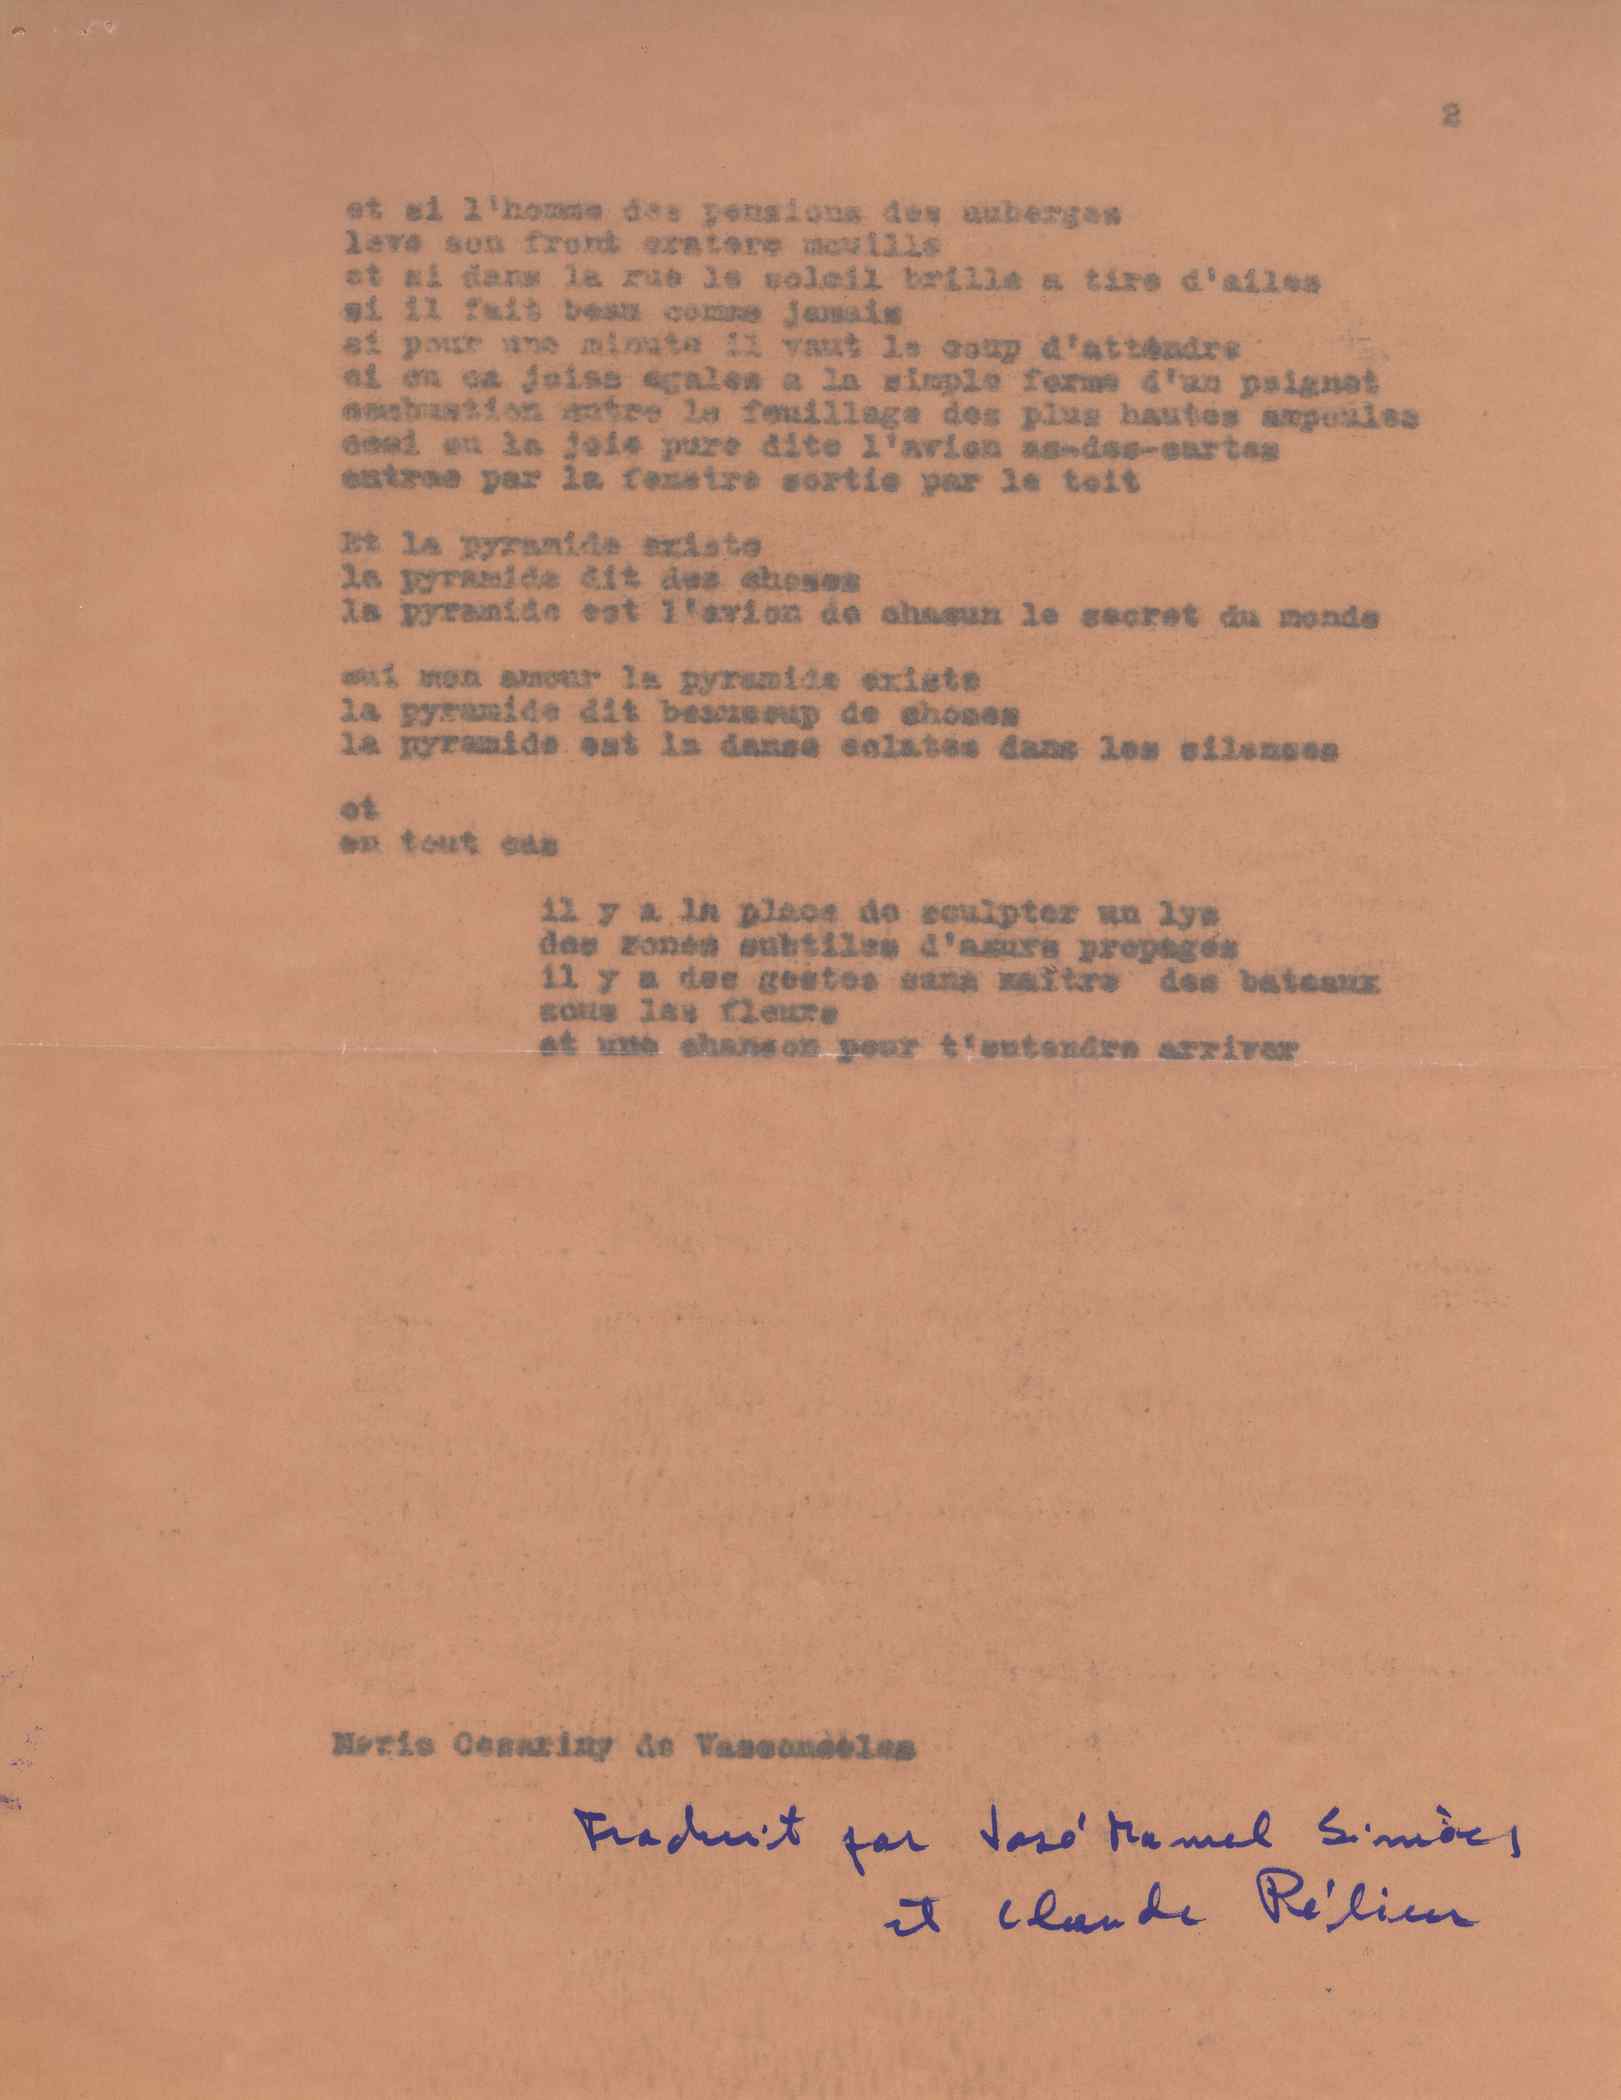 2
et si l'homme des pensions des auberges
leve son front cratere mouille
et si dans la rue le soleil brille a tire d'ailes
si il fait beau comme jamais
si pour une minute il vaut le coup d'attendre
si on ca joies egales a la simple forme d'un poignet
combustion entre le feuillage des plus hautes ampoules
ceci ou la joie pure dite l'avion as-des-cartes
entree par la fenetre sortie par le toit
Et la pyramide existe
la pyramide dit des choses
la pyramide est l'avion de chacun le secret du monde
oui mon amour la pyramide existe
la pyramide dit beaucoup de choses
la pyramide est la danse eclatee dans les silences
et
en tout cas
il y a la place de sculpter un lys
des zones subtiles d'azure propages
il y a des gestes sans maître des bateaux
sous les fleurs
et une chanson pour t'entendre arriver
Mario Cesariny de Vasconcelos
Traduit par José Manuel Simões
et Claude Rélieu